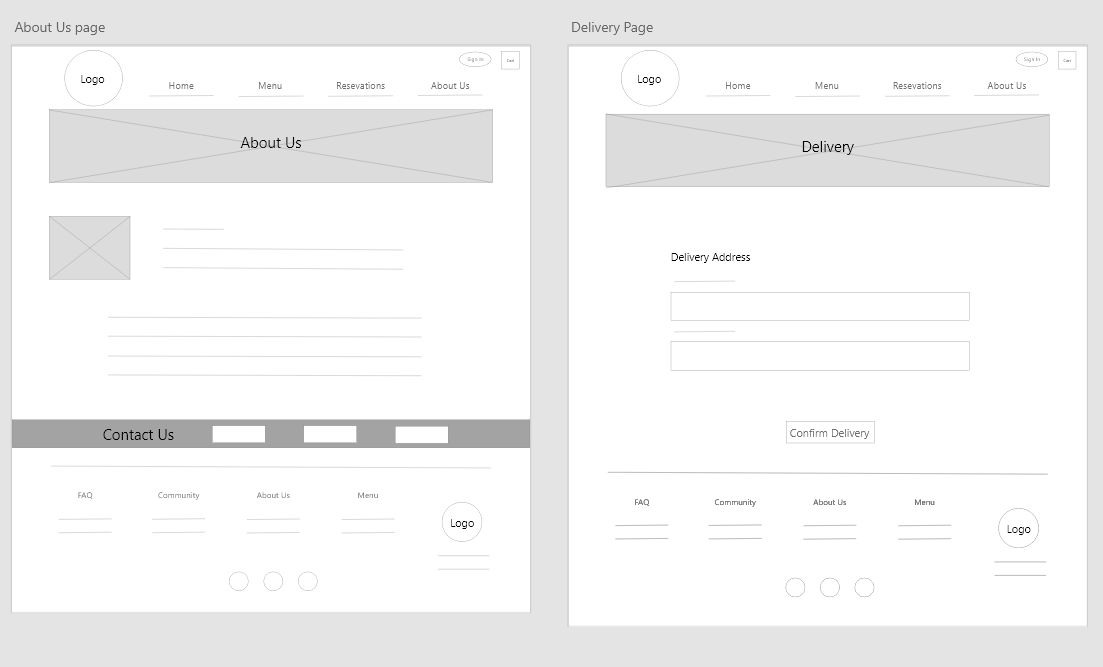 About Us page
Sign In
Cart
Logo
Home
Menu
Resevations
About Us
About Us
Contact Us
FAQ
Community
About Us
Menu
Logo
Delivery Page
Sign In
Cart
Logo
Home
Menu
Resevations
About Us
Delivery
Delivery Address
Confirm Delivery
FAQ
Community
About Us
Menu
Logo